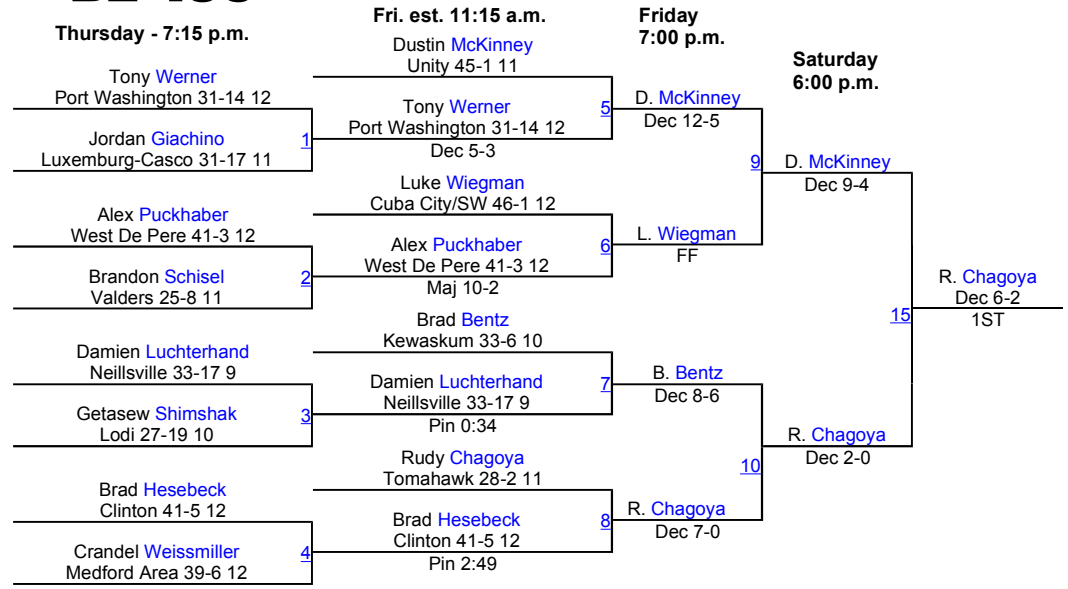 Thursday - 7:15 p.m.
Fri. est. 11:15 a.m.
Friday
7:00 p.m.
Saturday
6:00 p.m.
Tony Werner
Port Washington 31-14 12
Jordan Giachino
Luxemburg-Casco 31-17 11
1
Alex Puckhaber
West De Pere 41-3 12
Brandon Schisel
Valders 25-8 11
2
Damien Luchterhand
Neillsville 33-17 9
Getasew Shimshak
Lodi 27-19 10
3
Brad Hesebeck
Clinton 41-5 12
Crandel Weissmiller
Medford Area 39-6 12
4
Dustin McKinney
Unity 45-1 11
Tony Werner
Port Washington 31-14 12
Dec 5-3
5
Luke Wiegman
Cuba City/SW 46-1 12
Alex Puckhaber
West De Pere 41-3 12
Maj 10-2
6
Brad Bentz
Kewaskum 33-6 10
Damien Luchterhand
Neillsville 33-17 9
Pin 0:34
7
Rudy Chagoya
Tomahawk 28-2 11
Brad Hesebeck
Clinton 41-5 12
Pin 2:49
8
D. McKinney
Dec 12-5
L. Wiegman
FF
9
B. Bentz
Dec 8-6
R. Chagoya
Dec 7-0
10
D. McKinney
Dec 9-4
R. Chagoya
Dec 2-0
15
R. Chagoya
Dec 6-2
1ST